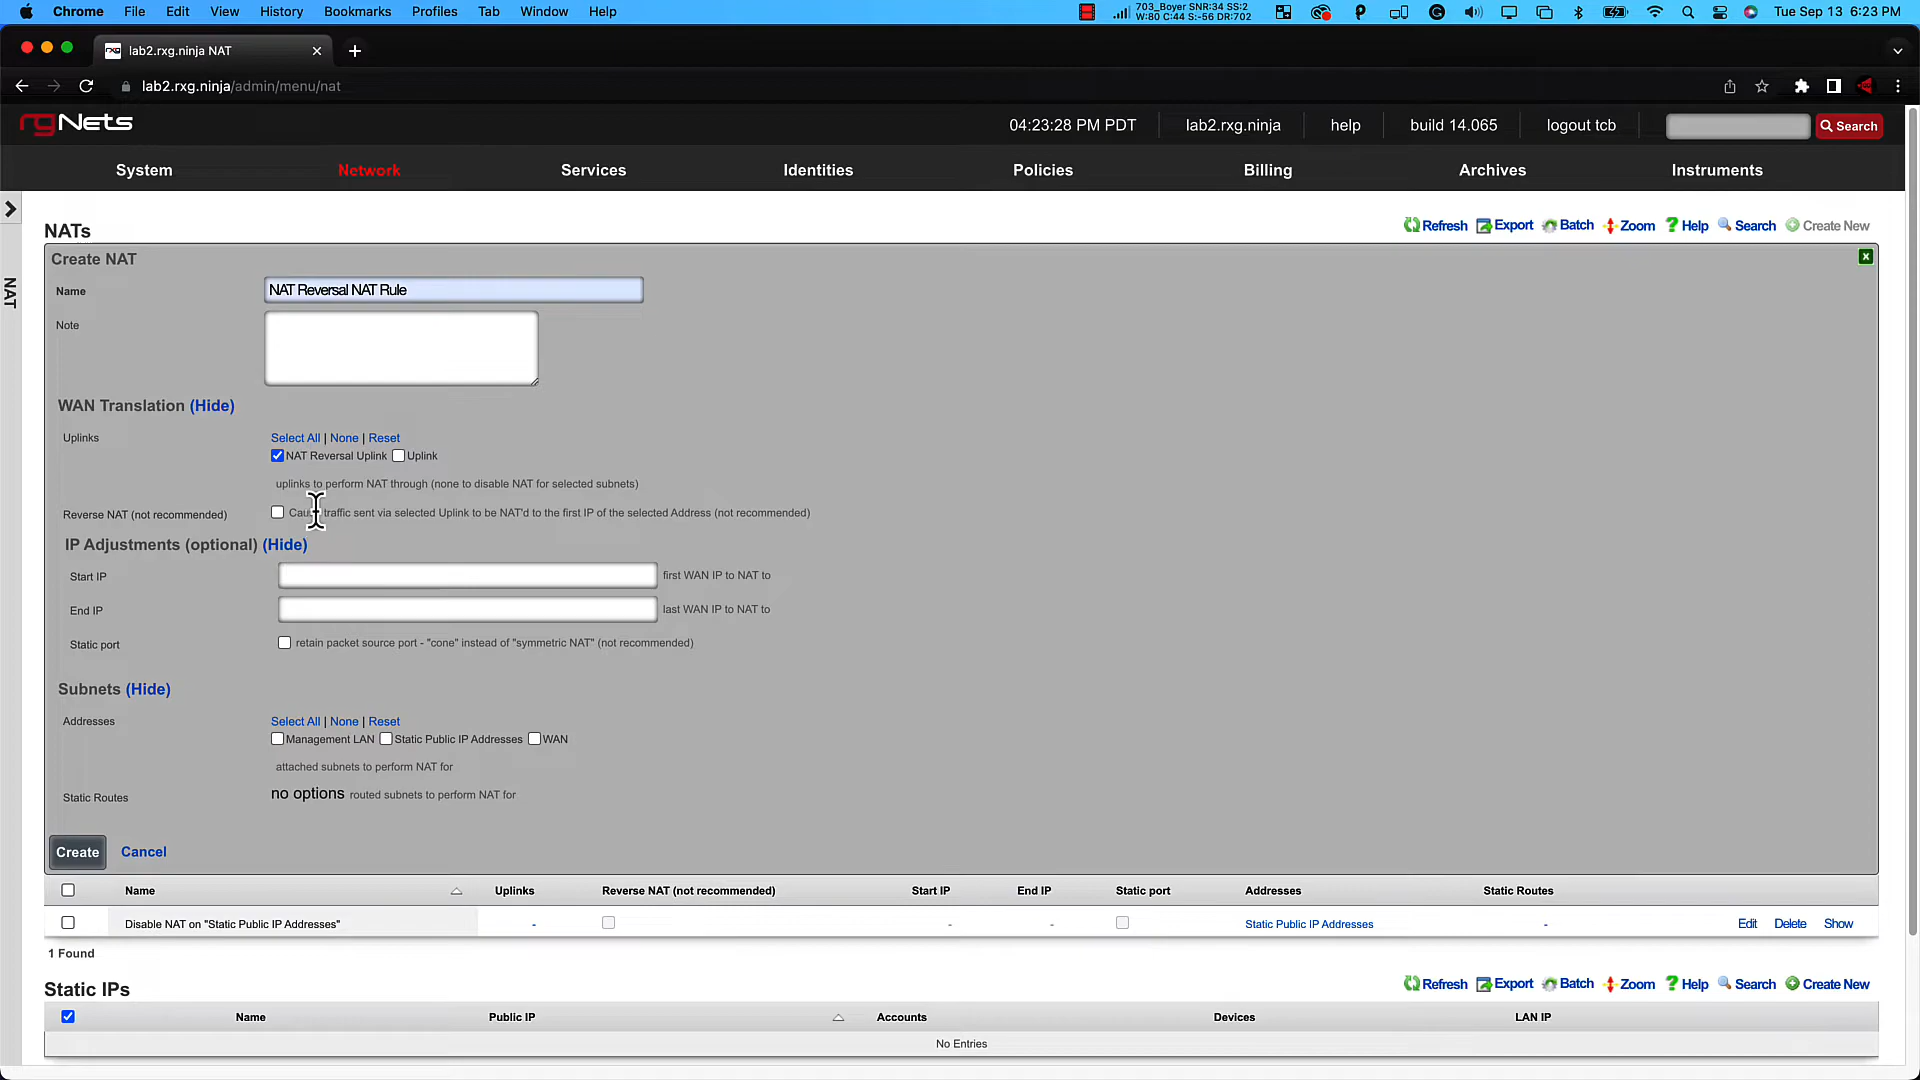 Chrome File Edit View History Bookmarks Profiles Tab Window Help 703_Boyer SNR:34 SS:2 W:80 C:44 S:-56 DR:702 Tue Sep 13 6:23 PM
lab2.rxg.ninja NAT
lab2.rxg.ninja/admin/menu/nat
rgNets 04:23:28 PM PDT lab2.rxg.ninja help build 14.065 logout tcb Search
System Network Services Identities Policies Billing Archives Instruments
NAT
NATs Refresh Export Batch Zoom Help Search Create New
Create NAT
Name NAT Reversal NAT Rule
Note
WAN Translation (Hide)
Uplinks Select All | None | Reset
NAT Reversal Uplink Uplink
uplinks to perform NAT through (none to disable NAT for selected subnets)
Reverse NAT (not recommended) traffic sent via selected Uplink to be NAT'd to the first IP of the selected Address (not recommended)
IP Adjustments (optional) (Hide)
Start IP first WAN IP to NAT to
End IP last WAN IP to NAT to
Static port retain packet source port - "cone" instead of "symmetric NAT" (not recommended)
Subnets (Hide)
Addresses Select All | None | Reset
Management LAN Static Public IP Addresses WAN
attached subnets to perform NAT for
Static Routes no options routed subnets to perform NAT for
Create Cancel
Name Uplinks Reverse NAT (not recommended) Start IP End IP Static port Addresses Static Routes
Disable NAT on "Static Public IP Addresses" - - - Static Public IP Addresses - Edit Delete Show
1 Found
Static IPs Refresh Export Batch Zoom Help Search Create New
Name Public IP Accounts Devices LAN IP
No Entries